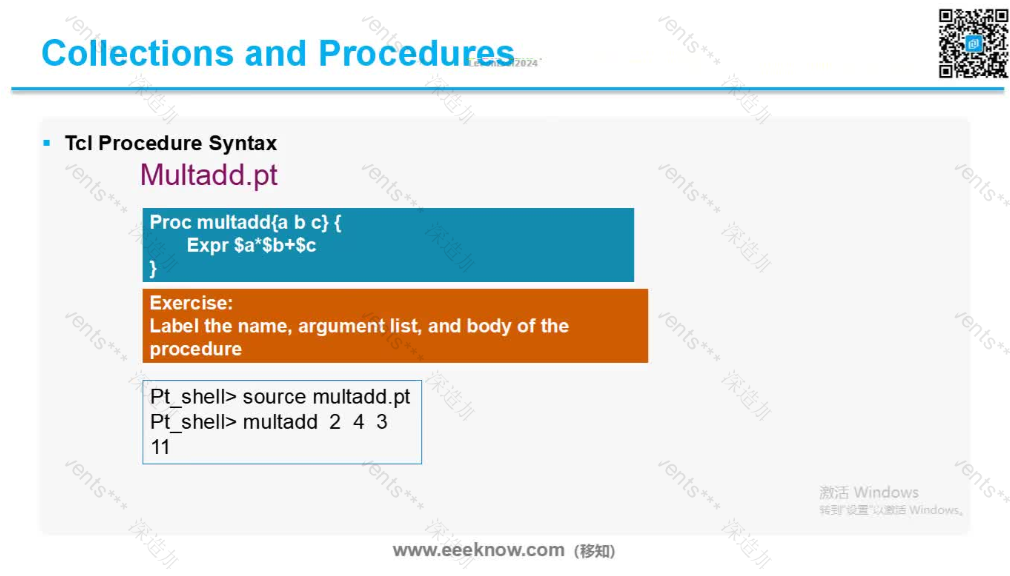 Collections and Procedures
Tcl Procedure Syntax
Multadd.pt
Proc multadd{a b c} {
Expr $a*$b+$c
}
Exercise:
Label the name, argument list, and body of the
procedure
Pt_shell> source multadd.pt
Pt_shell> multadd 2 4 3
11
激活 Windows
转到"设置"以激活 Windows。
www.eeeknow.com（移知）